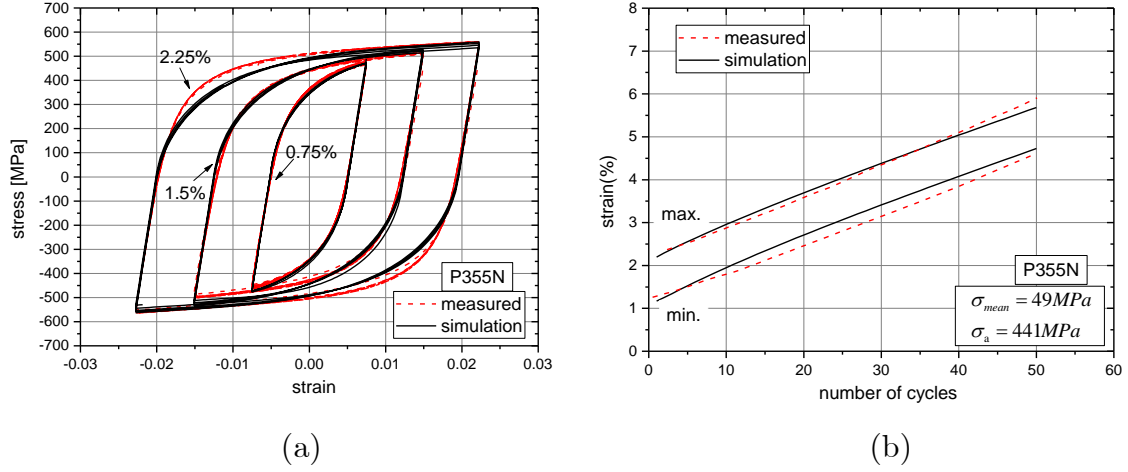 700
600
500
400
300
200
100
0
-100
-200
-300
-400
-500
-600
-700
stress [MPa]
2.25%
1.5%
0.75%
P355N
measured
simulation
-0.03 -0.02 -0.01 0.00 0.01 0.02 0.03
strain
(a)
8
7
6
5
4
3
2
1
0
strain(%)
measured
simulation
max.
min.
P355N
σmean = 49MPa
σa = 441MPa
0 10 20 30 40 50 60
number of cycles
(b)